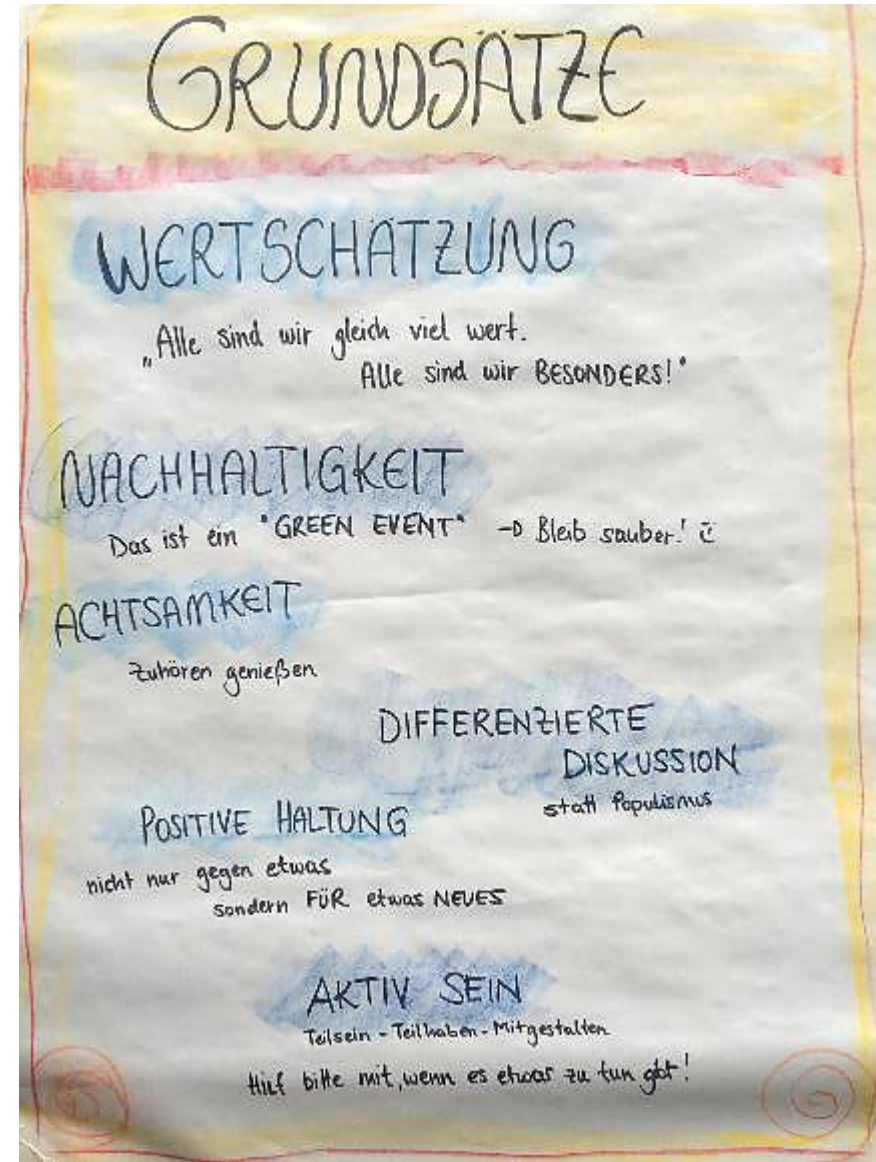 GRUNDSÄTZE
WERTSCHÄTZUNG
„Alle sind wir gleich viel wert.
Alle sind wir BESONDERS!"
NACHHALTIGKEIT
Das ist ein "GREEN EVENT" → Bleib sauber! ü
ACHTSAMKEIT
Zuhören genießen
DIFFERENZIERTE
DISKUSSION
statt Populismus
POSITIVE HALTUNG
nicht nur gegen etwas
sondern FÜR etwas NEUES
AKTIV SEIN
Teilsein - Teilhaben - Mitgestalten
Hilf bitte mit, wenn es etwas zu tun gibt!